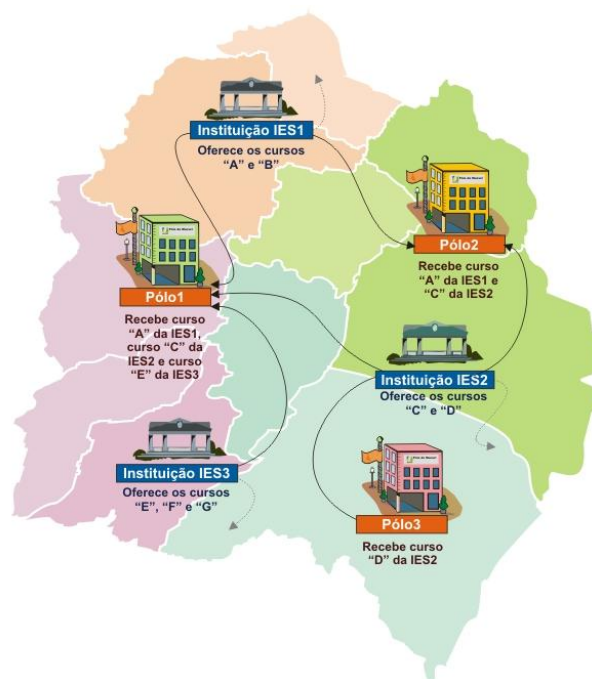 Instituição IES1
Oferece os cursos
“A” e “B”
Pólo2
Recebe curso
“A” da IES1 e
“C” da IES2
Pólo1
Recebe curso
“A” da IES1,
curso “C” da
IES2 e curso
“E” da IES3
Instituição IES2
Oferece os cursos
“C” e “D”
Instituição IES3
Oferece os cursos
“E”, “F” e “G”
Pólo3
Recebe curso
“D” da IES2